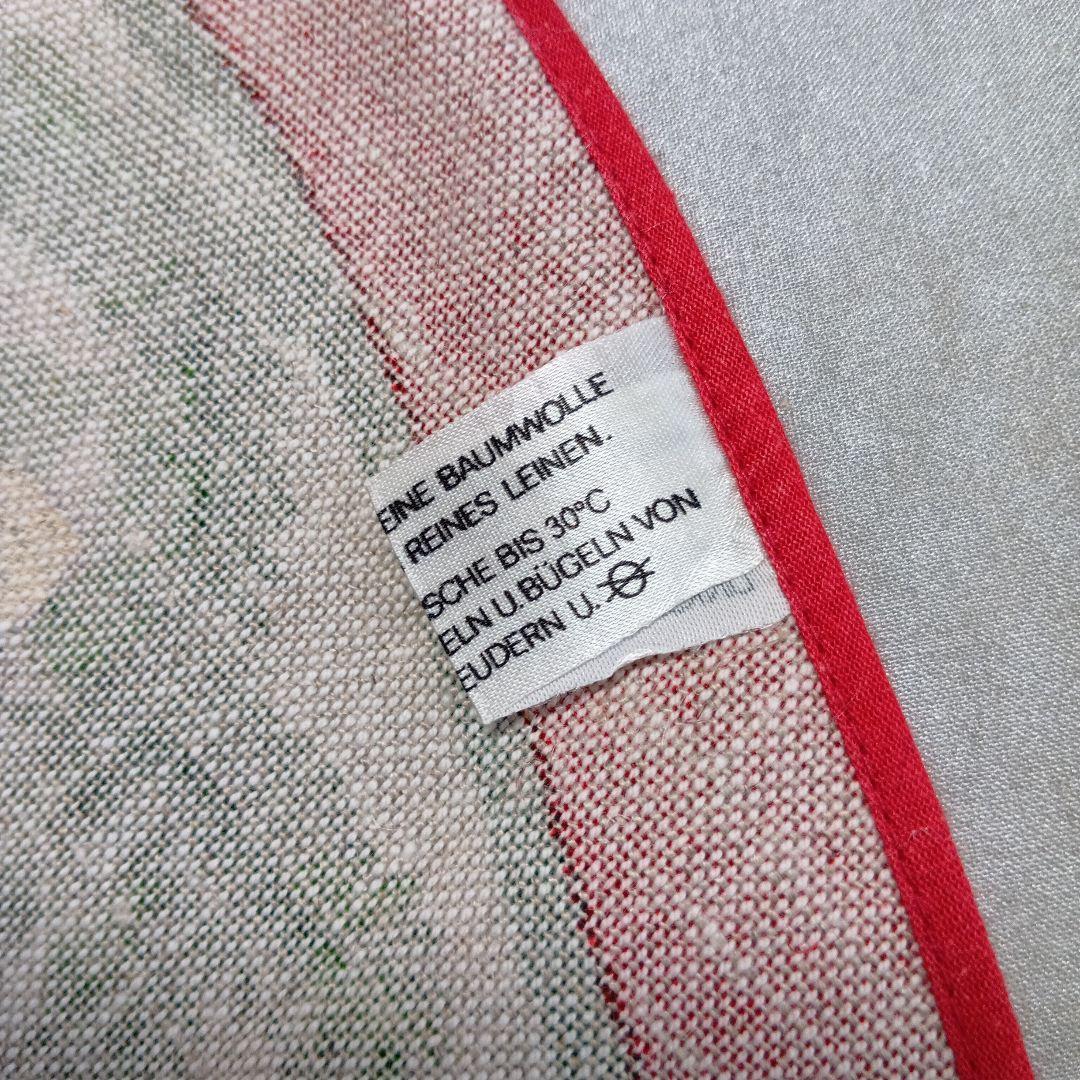 EINE BAUMWOLLE
REINES LEINEN.
SCHE BIS 30°C
ELN U. BÜGELN VON
EUDERN U.